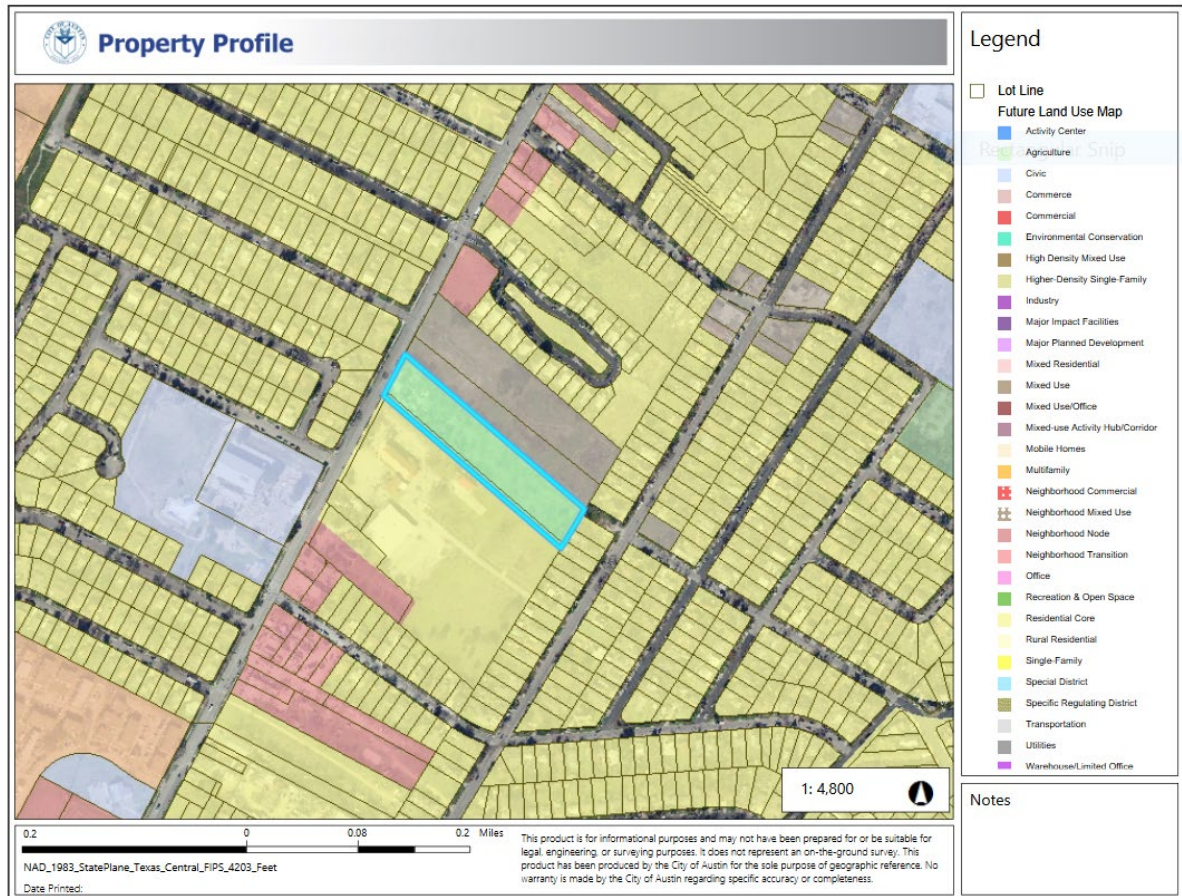 Property Profile
Legend
Lot Line
Future Land Use Map
Activity Center
Agriculture
Rectangular Snip
Civic
Commerce
Commercial
Environmental Conservation
High Density Mixed Use
Higher-Density Single-Family
Industry
Major Impact Facilities
Major Planned Development
Mixed Residential
Mixed Use
Mixed Use/Office
Mixed-use Activity Hub/Corridor
Mobile Homes
Multifamily
Neighborhood Commercial
Neighborhood Mixed Use
Neighborhood Node
Neighborhood Transition
Office
Recreation & Open Space
Residential Core
Rural Residential
Single-Family
Special District
Specific Regulating District
Transportation
Utilities
Warehouse/Limited Office
1: 4,800
Notes
0.2 0 0.08 0.2 Miles
NAD_1983_StatePlane_Texas_Central_FIPS_4203_Feet
Date Printed:
This product is for informational purposes and may not have been prepared for or be suitable for
legal, engineering, or surveying purposes. It does not represent an on-the-ground survey. This
product has been produced by the City of Austin for the sole purpose of geographic reference. No
warranty is made by the City of Austin regarding specific accuracy or completeness.